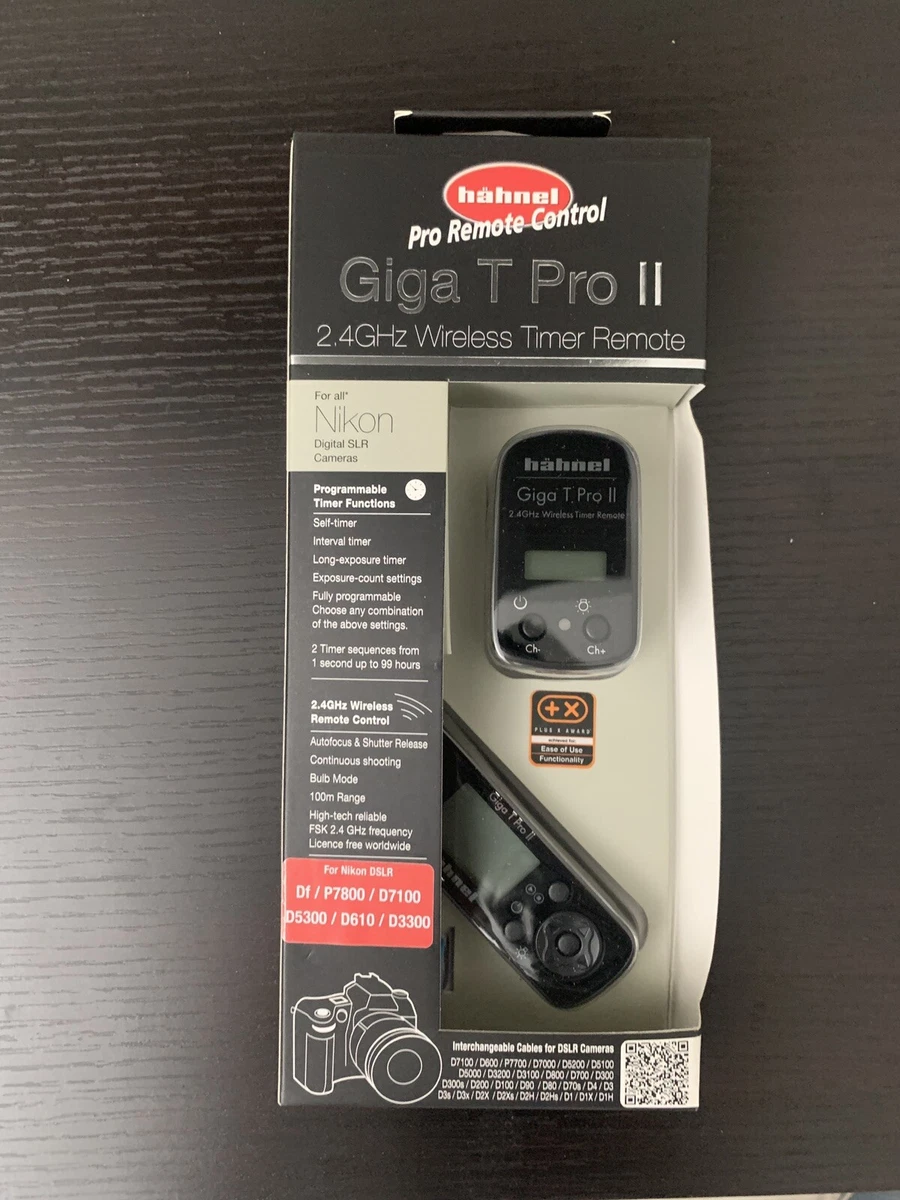 hähnel
Pro Remote Control
Giga T Pro II
2.4GHz Wireless Timer Remote
For all*
Nikon
Digital SLR
Cameras
Programmable
Timer Functions
Self-timer
Interval timer
Long-exposure timer
Exposure-count settings
Fully programmable
Choose any combination
of the above settings.
2 Timer sequences from
1 second up to 99 hours
2.4GHz Wireless
Remote Control
Autofocus & Shutter Release
Continuous shooting
Bulb Mode
100m Range
High-tech reliable
FSK 2.4 GHz frequency
Licence free worldwide
For Nikon DSLR
Df / P7800 / D7100
D5300 / D610 / D3300
hähnel
Giga T Pro II
2.4GHz Wireless Timer Remote
Ch-
Ch+
+X
PLUS X AWARD
achieved for:
Ease of Use
Functionality
Giga T Pro II
hnel
Interchangeable Cables for DSLR Cameras
D7100 / D600 / P7700 / D7000 / D5200 / D5100
D5000 / D3200 / D3100 / D800 / D700 / D300
D300s / D200 / D100 / D90 / D80 / D70s / D4 / D3
D3s / D3x / D2X / D2Xs / D2H / D2Hs / D1 / D1X / D1H